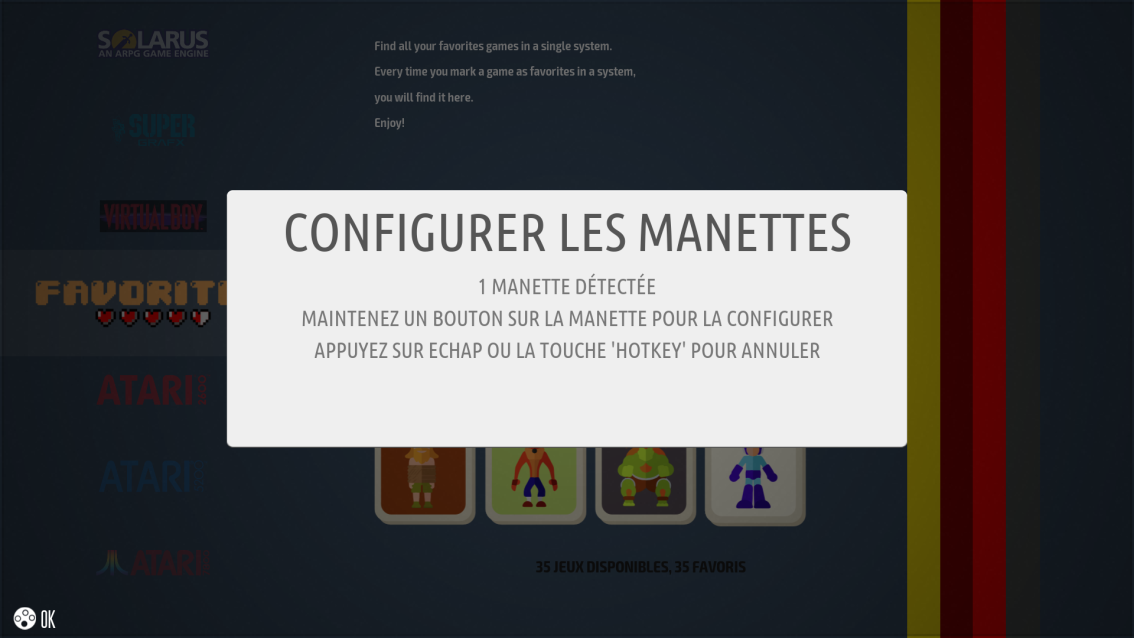 SOLARUS
AN ARPG GAME ENGINE
Find all your favorites games in a single system.
Every time you mark a game as favorites in a system,
you will find it here.
Enjoy!
SUPER
VIRTUAL BOY
CONFIGURER LES MANETTES
1 MANETTE DÉTECTÉE
MAINTENEZ UN BOUTON SUR LA MANETTE POUR LA CONFIGURER
APPUYEZ SUR ECHAP OU LA TOUCHE 'HOTKEY' POUR ANNULER
FAVORIT
ATARI
ATARI
ATARI
35 JEUX DISPONIBLES, 35 FAVORIS
OK